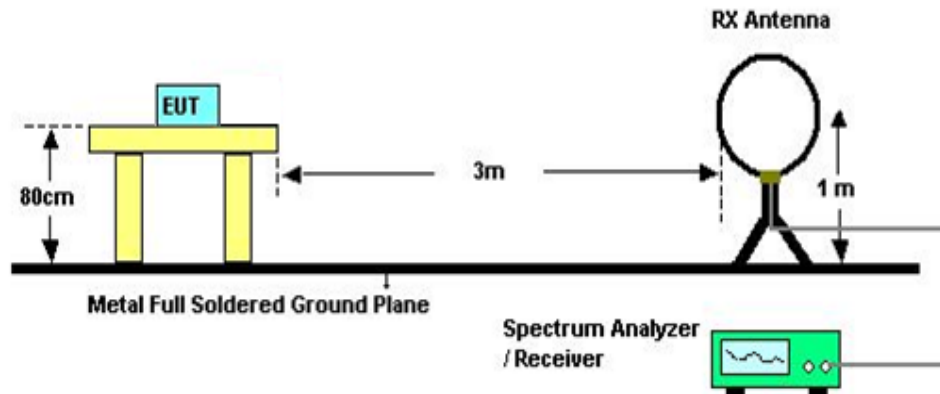 RX Antenna
EUT
3m
80cm
1 m
Metal Full Soldered Ground Plane
Spectrum Analyzer
/ Receiver